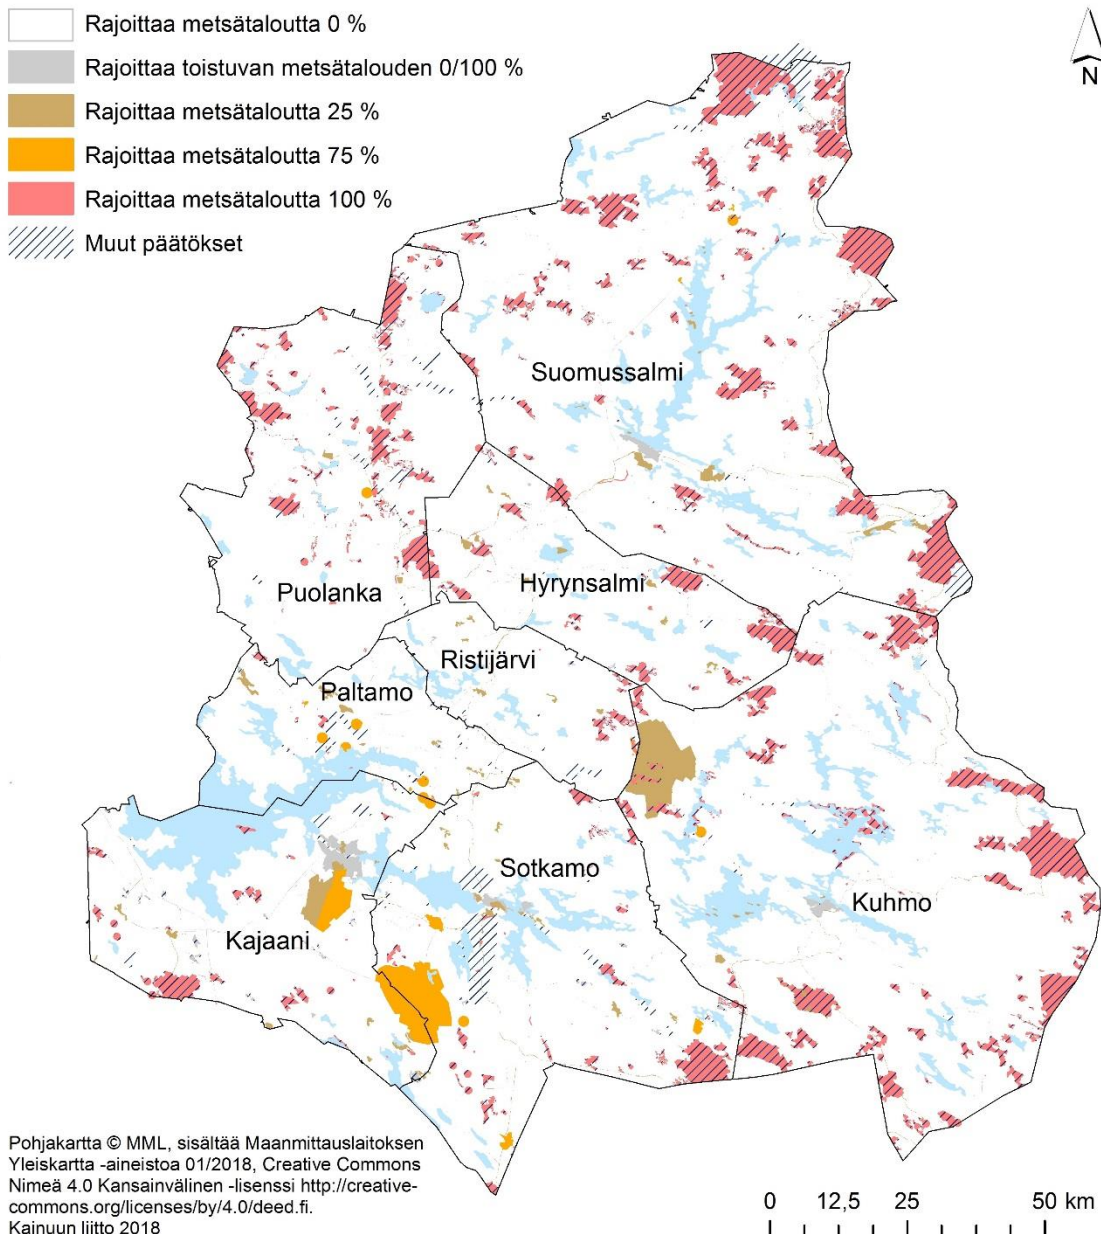 Rajoittaa metsätaloutta 0 %
Rajoittaa toistuvan metsätalouden 0/100 %
Rajoittaa metsätaloutta 25 %
Rajoittaa metsätaloutta 75 %
Rajoittaa metsätaloutta 100 %
Muut päätökset
N
Suomussalmi
Puolanka
Hyrynsalmi
Ristijärvi
Paltamo
Sotkamo
Kuhmo
Kajaani
Pohjakartta © MML, sisältää Maanmittauslaitoksen
Yleiskartta -aineistoa 01/2018, Creative Commons
Nimeä 4.0 Kansainvälinen -lisenssi http://creative-
commons.org/licenses/by/4.0/deed.fi.
Kainuun liitto 2018
0 12,5 25 50 km